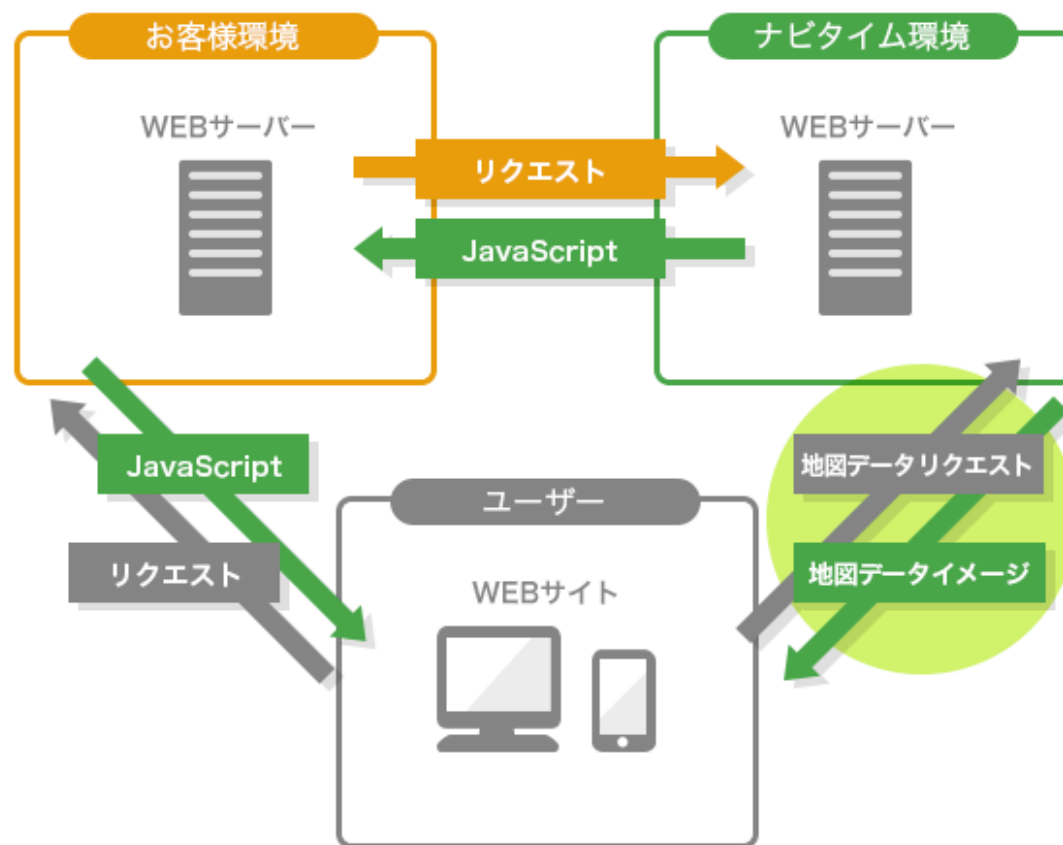 お客様環境
ナビタイム環境
WEBサーバー
WEBサーバー
リクエスト
JavaScript
JavaScript
地図データリクエスト
ユーザー
リクエスト
地図データイメージ
WEBサイト